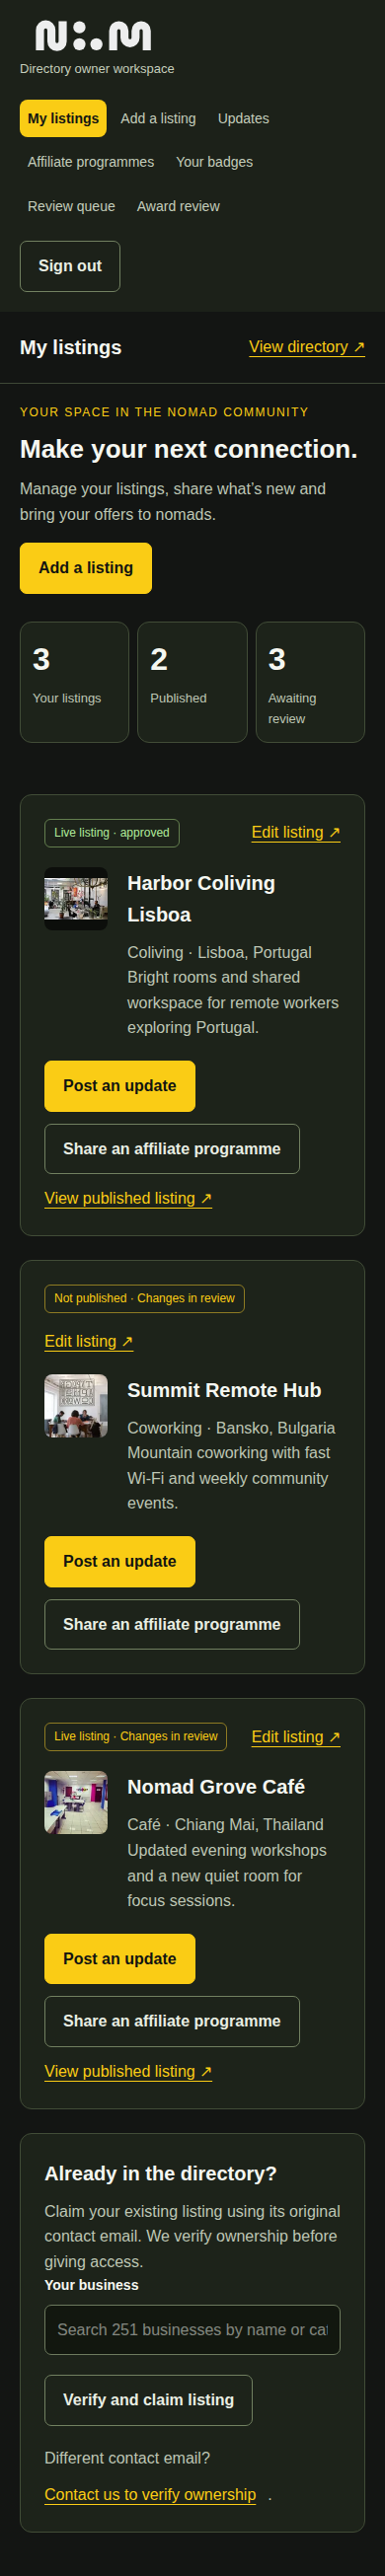 N:.M
Directory owner workspace
My listings Add a listing Updates
Affiliate programmes Your badges
Review queue Award review
Sign out
My listings View directory ↗
YOUR SPACE IN THE NOMAD COMMUNITY
Make your next connection.
Manage your listings, share what’s new and
bring your offers to nomads.
Add a listing
3 2 3
Your listings Published Awaiting
review
Live listing · approved Edit listing ↗
Harbor Coliving
Lisboa
Coliving · Lisboa, Portugal
Bright rooms and shared
workspace for remote workers
exploring Portugal.
Post an update
Share an affiliate programme
View published listing ↗
Not published · Changes in review
Edit listing ↗
Summit Remote Hub
Coworking · Bansko, Bulgaria
Mountain coworking with fast
Wi-Fi and weekly community
events.
Post an update
Share an affiliate programme
Live listing · Changes in review Edit listing ↗
Nomad Grove Café
Café · Chiang Mai, Thailand
Updated evening workshops
and a new quiet room for
focus sessions.
Post an update
Share an affiliate programme
View published listing ↗
Already in the directory?
Claim your existing listing using its original
contact email. We verify ownership before
giving access.
Your business
Search 251 businesses by name or cat
Verify and claim listing
Different contact email?
Contact us to verify ownership .